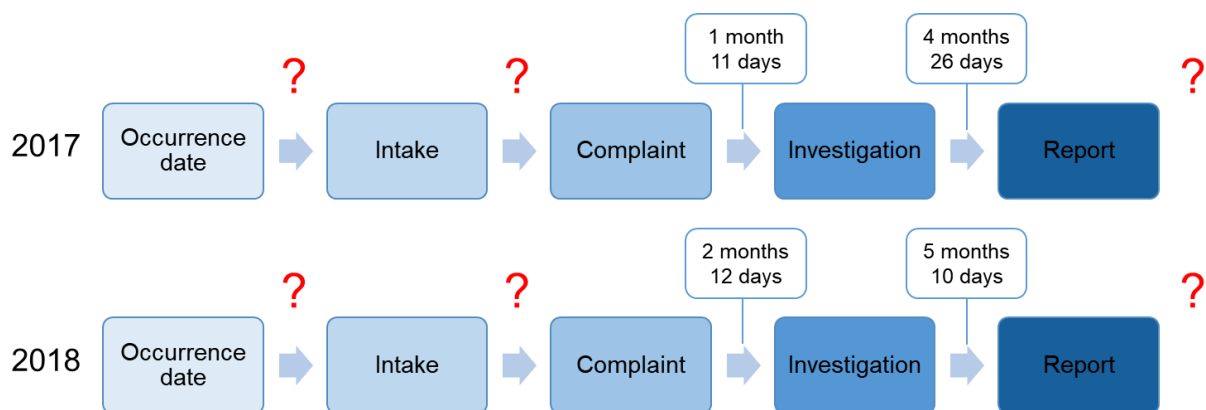 1 month
11 days
4 months
26 days
?
?
?
2017
Occurrence
date
Intake
Complaint
Investigation
Report
2 months
12 days
5 months
10 days
?
?
?
2018
Occurrence
date
Intake
Complaint
Investigation
Report